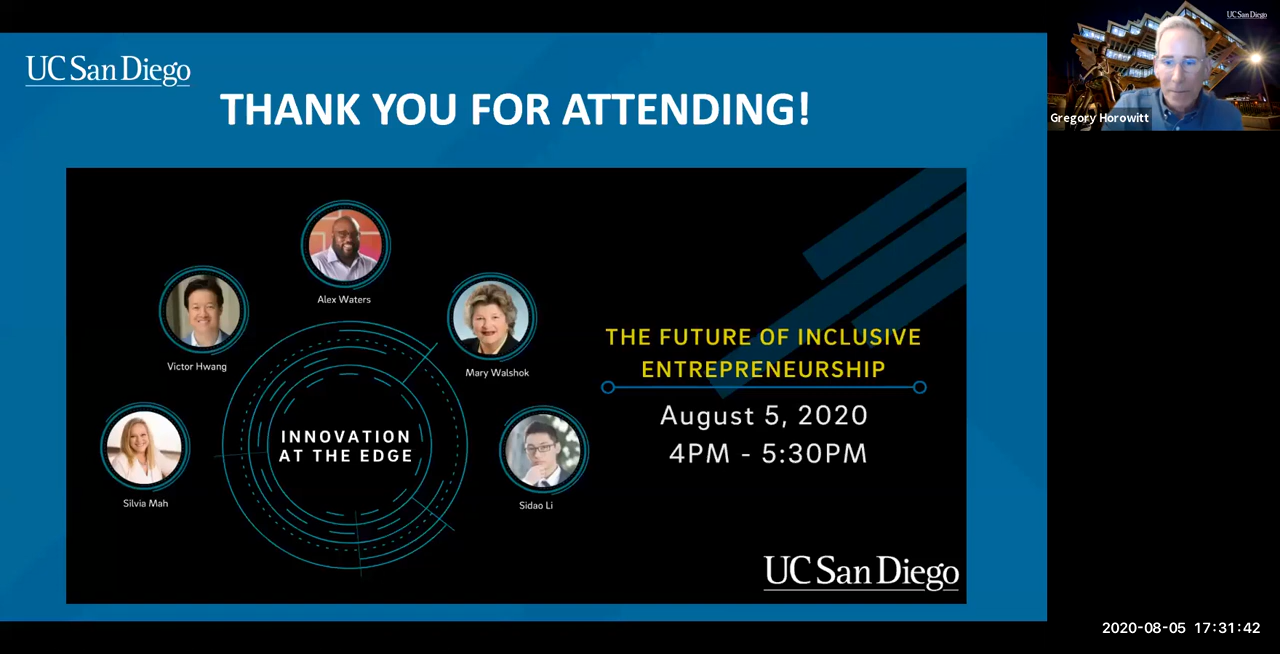 UC San Diego
THANK YOU FOR ATTENDING!
Alex Waters
Victor Hwang
Mary Walshok
Silvia Mah
Sidao Li
INNOVATION
AT THE EDGE
THE FUTURE OF INCLUSIVE
ENTREPRENEURSHIP
August 5, 2020
4PM - 5:30PM
UC San Diego
UC San Diego
Gregory Horowitt
2020-08-05 17:31:42